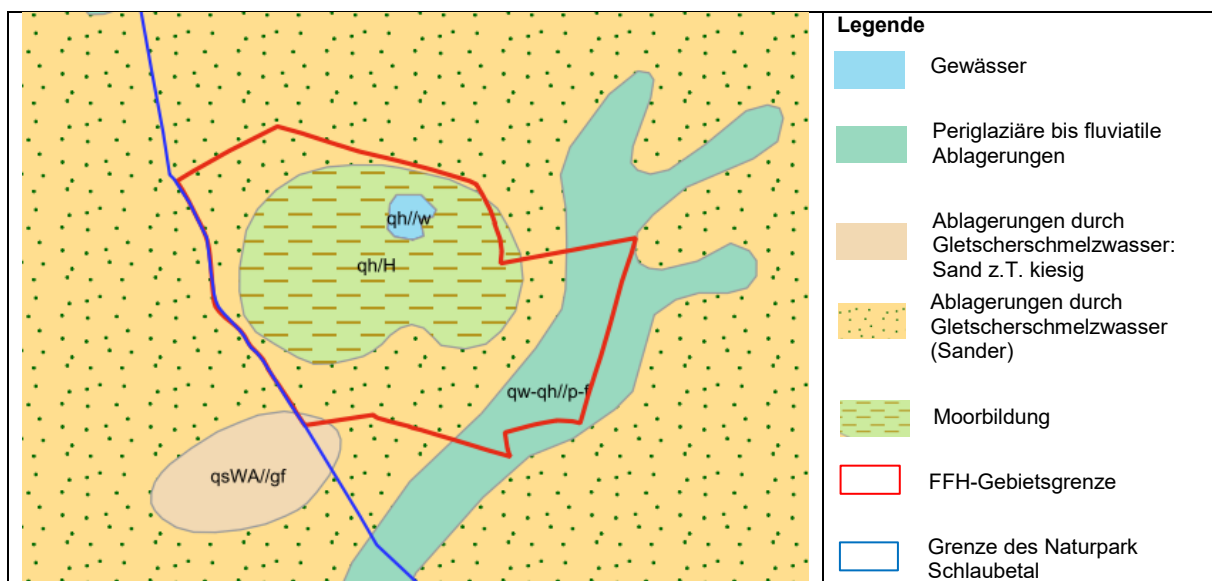 qh//w
qh/H
qw-qh//p-f
qsWA//gf
Legende
Gewässer
Periglaziäre bis fluviatile
Ablagerungen
Ablagerungen durch
Gletscherschmelzwasser:
Sand z.T. kiesig
Ablagerungen durch
Gletscherschmelzwasser
(Sander)
Moorbildung
FFH-Gebietsgrenze
Grenze des Naturpark
Schlaubetal